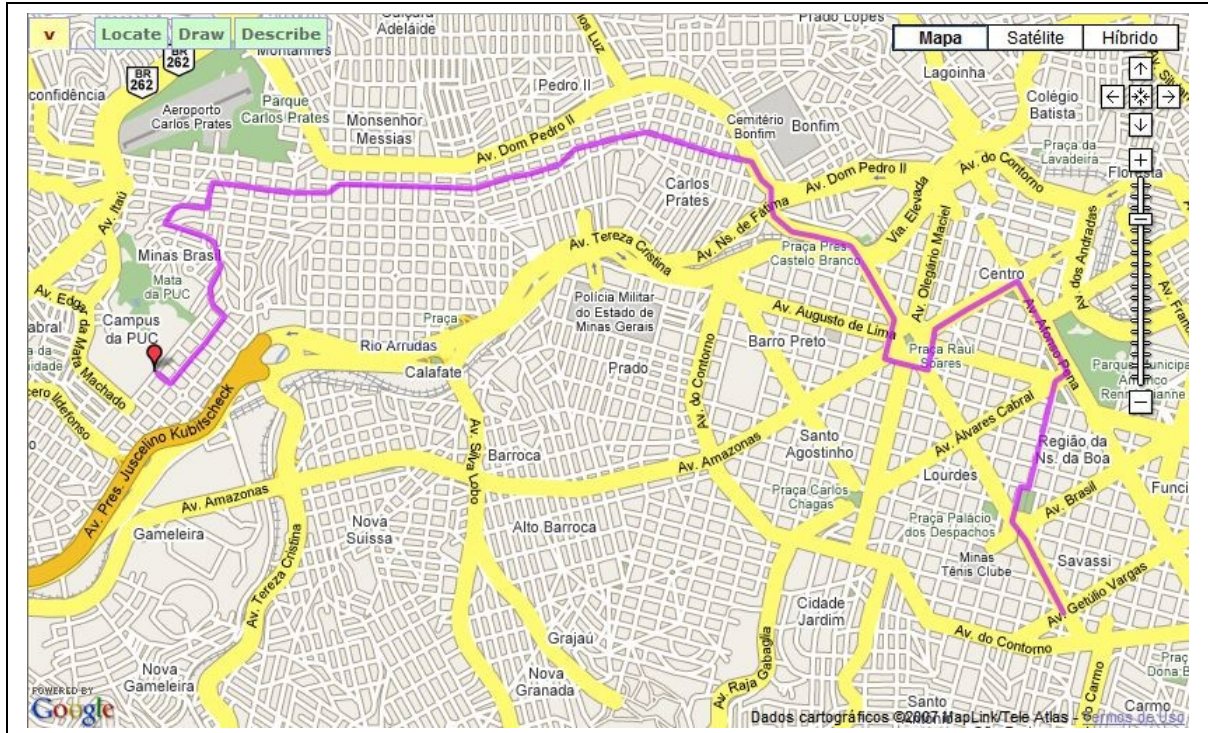 v
Locate
Draw
Describe
Mapa
Satélite
Híbrido
Adelaide
Prado Lopes
BR
262
BR
262
Lagoinha
Pedro II
Aeroporto
Carlos Prates
Parque
Carlos Prates
Monsenhor
Messias
Av. Dom Pedro II
Cemitério
Bonfim
Bonfim
Colégio
Batista
Praça da
Lavadeira
Av. do Contorno
Av. Dom Pedro II
Carlos
Prates
Av. Itaú
Minas Brasil
Mata
da PUC
Av. Tereza Cristina
Av. Ns. de Fátima
Via. Elevada
Av. Olegário Maciel
Av. dos Andradas
Praça Pres
Castelo Branco
Centro
Av. Edgar da Mata Machado
Campus
da PUC
Polícia Militar
do Estado de
Minas Gerais
Praça
Rio Arrudas
Av. Augusto de Lima
Barro Preto
Praça Raul
Soares
Av. Afonso Pena
Calafate
Prado
Av. do Contorno
Av. Pres. Juscelino Kubitscheck
Av. Álvares Cabral
Região da
Ns. da Boa
Av. Silva Lobo
Barroca
Av. Amazonas
Santo
Agostinho
Lourdes
Av. Brasil
Av. Amazonas
Gameleira
Nova
Suissa
Alto Barroca
Praça Carlos
Chagas
Praça Palácio
dos Despachos
Minas
Tênis Clube
Savassi
Av. Getúlio Vargas
Av. Tereza Cristina
Cidade
Jardim
Av. do Contorno
Grajaú
Av. Raja Gabaglia
Nova
Gameleira
Nova
Granada
Santo
Carmo
POWERED BY
Google
Dados cartográficos ©2007 MapLink/Tele Atlas - Termos de Uso